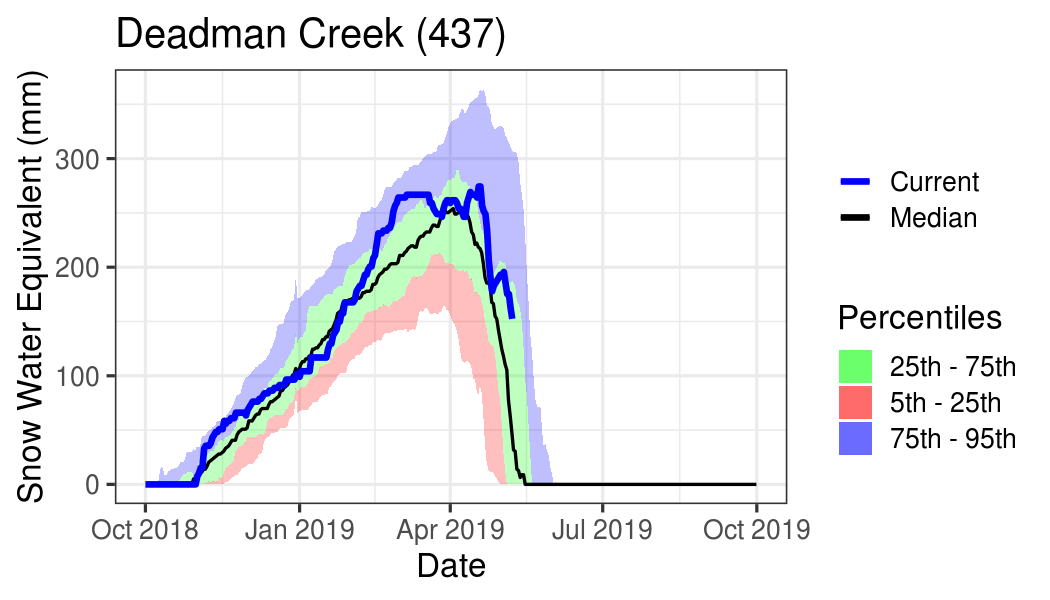 Deadman Creek (437)
Snow Water Equivalent (mm)
300
200
100
0
Oct 2018
Jan 2019
Apr 2019
Jul 2019
Oct 2019
Date
Current
Median
Percentiles
25th - 75th
5th - 25th
75th - 95th